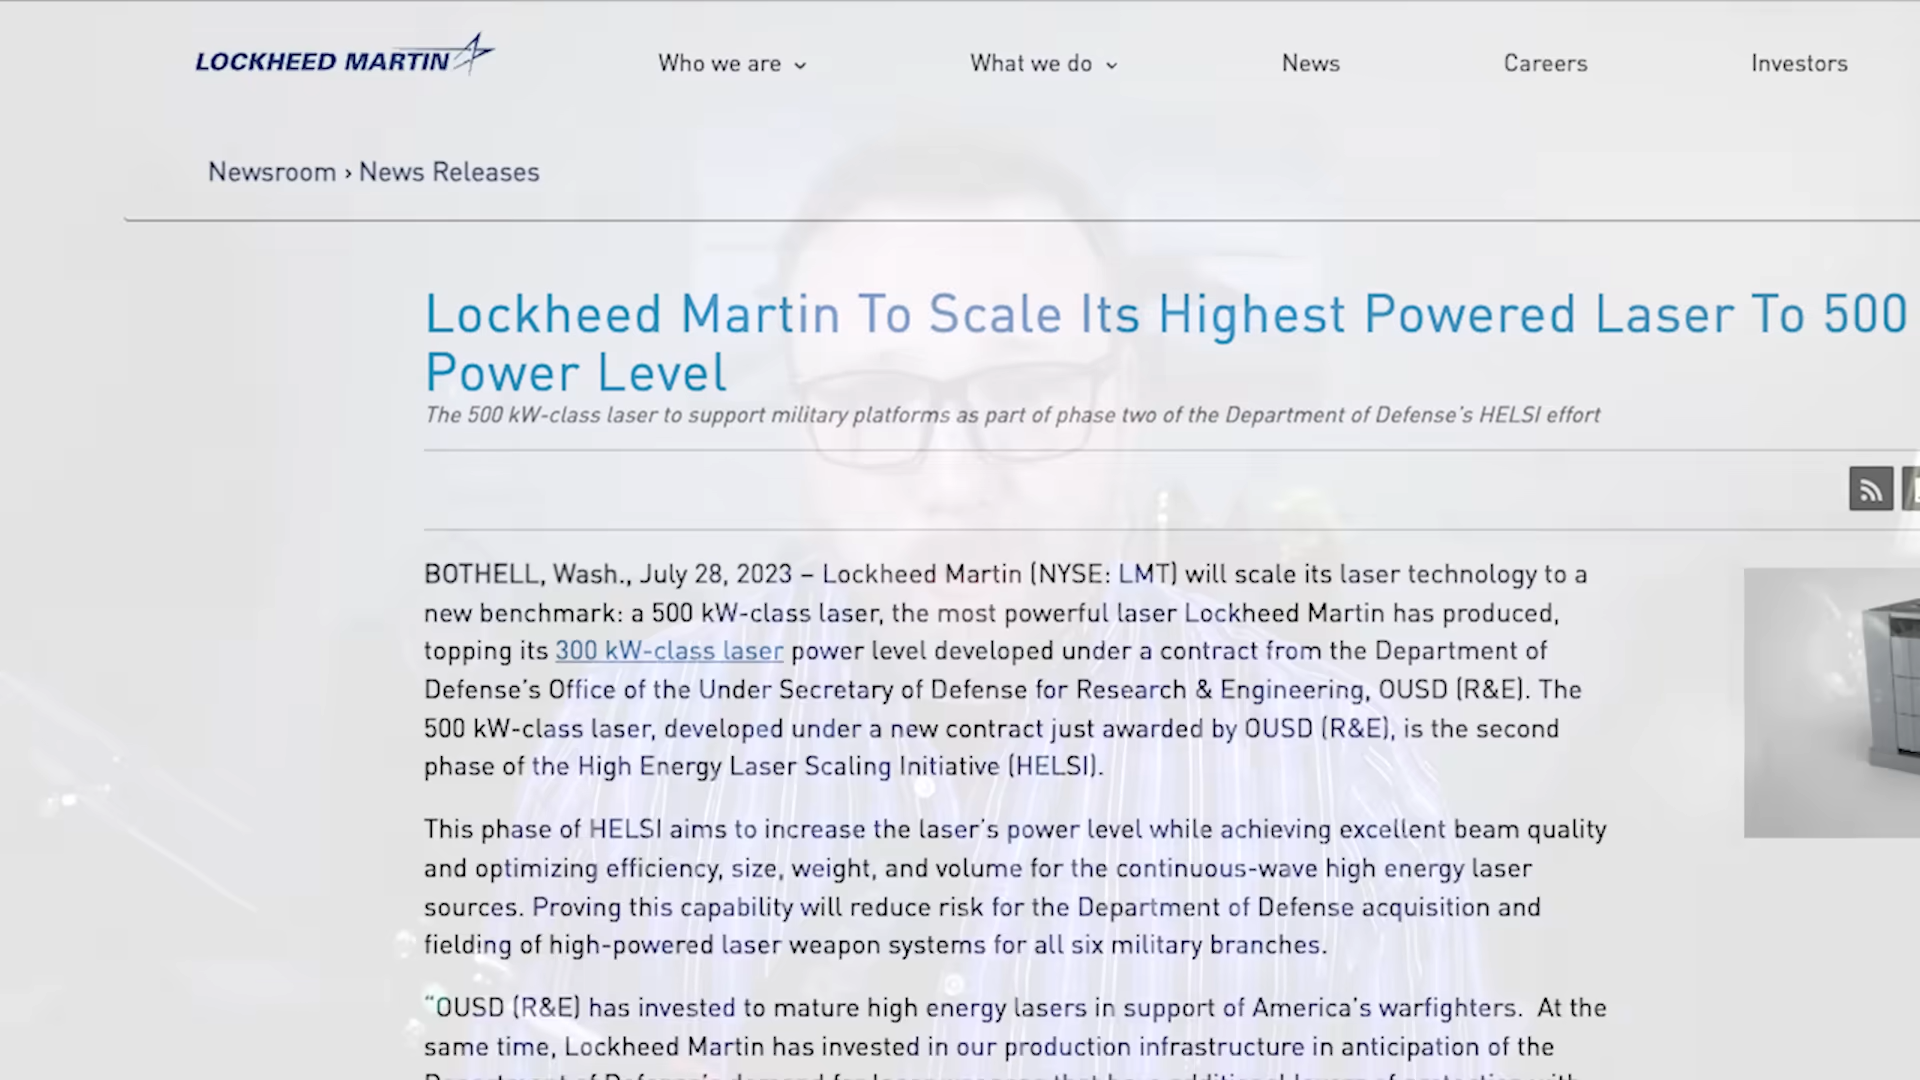 LOCKHEED MARTIN
Who we are
What we do
News
Careers
Investors
Newsroom › News Releases
Lockheed Martin To Scale Its Highest Powered Laser To 500
Power Level
The 500 kW-class laser to support military platforms as part of phase two of the Department of Defense's HELSI effort
BOTHELL, Wash., July 28, 2023 – Lockheed Martin (NYSE: LMT) will scale its laser technology to a
new benchmark: a 500 kW-class laser, the most powerful laser Lockheed Martin has produced,
topping its 300 kW-class laser power level developed under a contract from the Department of
Defense's Office of the Under Secretary of Defense for Research & Engineering, OUSD (R&E). The
500 kW-class laser, developed under a new contract just awarded by OUSD (R&E), is the second
phase of the High Energy Laser Scaling Initiative (HELSI).
This phase of HELSI aims to increase the laser's power level while achieving excellent beam quality
and optimizing efficiency, size, weight, and volume for the continuous-wave high energy laser
sources. Proving this capability will reduce risk for the Department of Defense acquisition and
fielding of high-powered laser weapon systems for all six military branches.
“OUSD (R&E) has invested to mature high energy lasers in support of America's warfighters.  At the
same time, Lockheed Martin has invested in our production infrastructure in anticipation of the